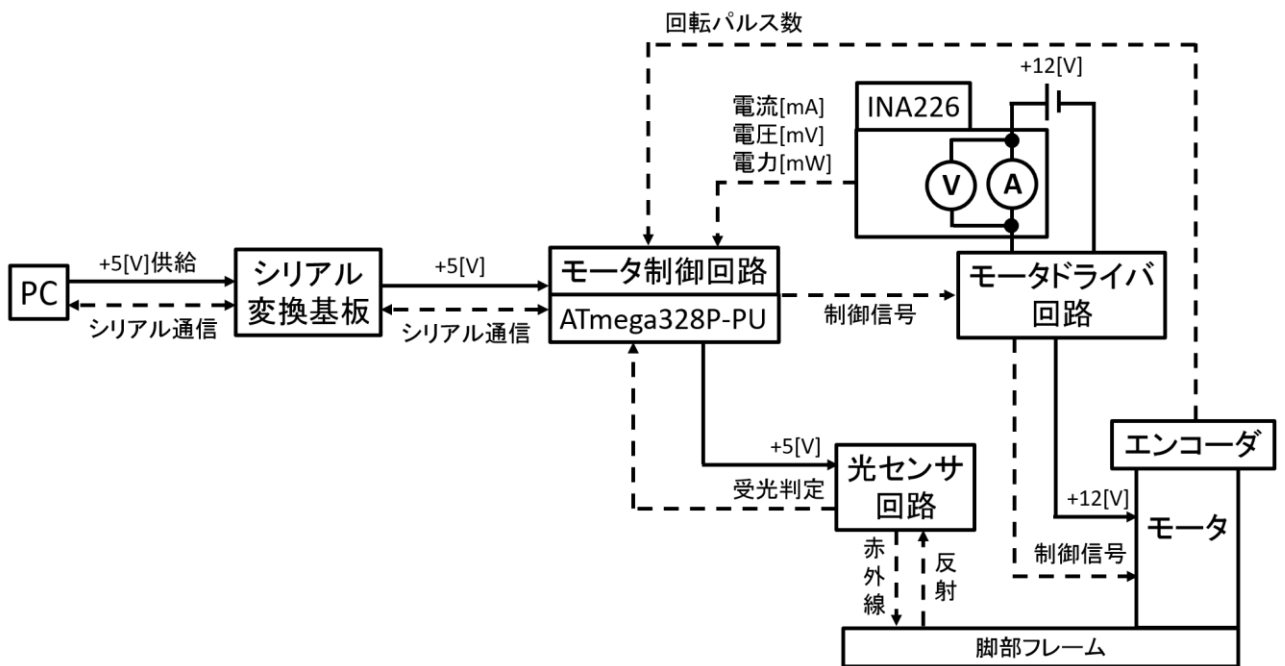 回転パルス数
+12[V]
電流[mA]
電圧[mV]
電力[mW]
INA226
V
A
PC
+5[V]供給
シリアル通信
シリアル
変換基板
+5[V]
シリアル通信
モータ制御回路
ATmega328P-PU
制御信号
モータドライバ
回路
+5[V]
受光判定
光センサ
回路
赤外線
反射
エンコーダ
+12[V]
モータ
制御信号
脚部フレーム